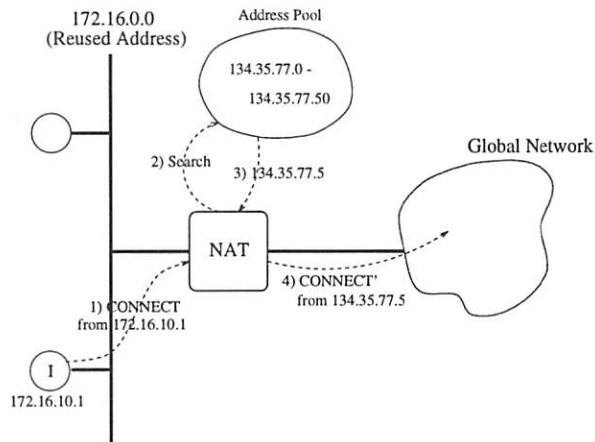 172.16.0.0
(Reused Address)
Address Pool
134.35.77.0 -
134.35.77.50
2) Search
3) 134.35.77.5
Global Network
NAT
4) CONNECT'
from 134.35.77.5
1) CONNECT
from 172.16.10.1
I
172.16.10.1